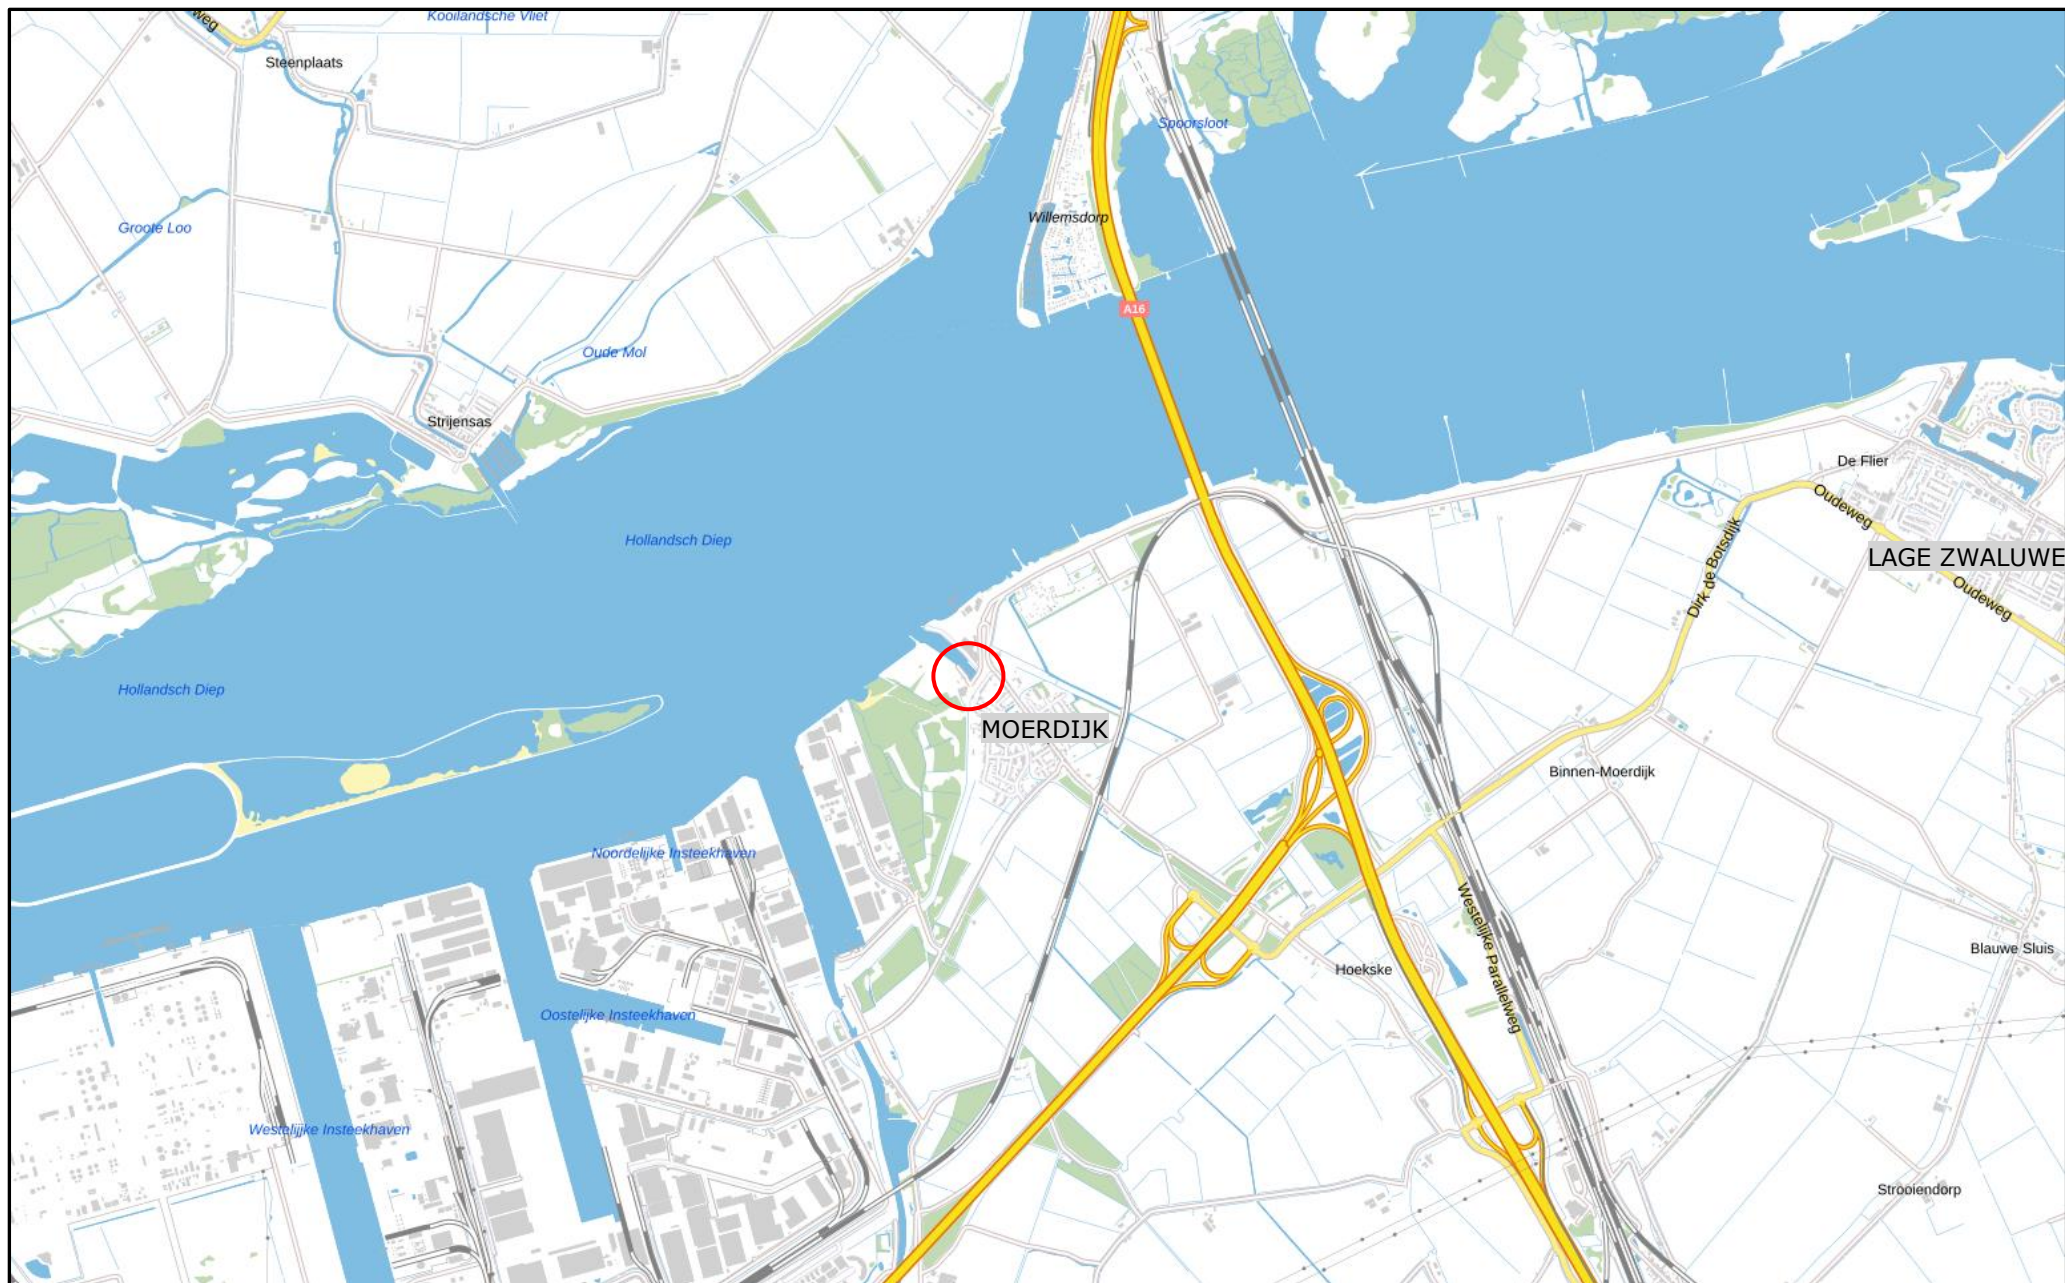 weg
Kooilandsche Vliet
Steenplaats
Spoorsloot
Groote Loo
Willemsdorp
A16
Oude Mol
Strijensas
De Flier
Oudeweg
Hollandsch Diep
Dirk de Botsdijk
LAGE ZWALUWE
Oudeweg
Hollandsch Diep
MOERDIJK
Binnen-Moerdijk
Noordelijke Insteekhaven
Westelijke Parallelweg
Blauwe Sluis
Hoekske
Oostelijke Insteekhaven
Westelijjke Insteekhaven
Strooiendorp